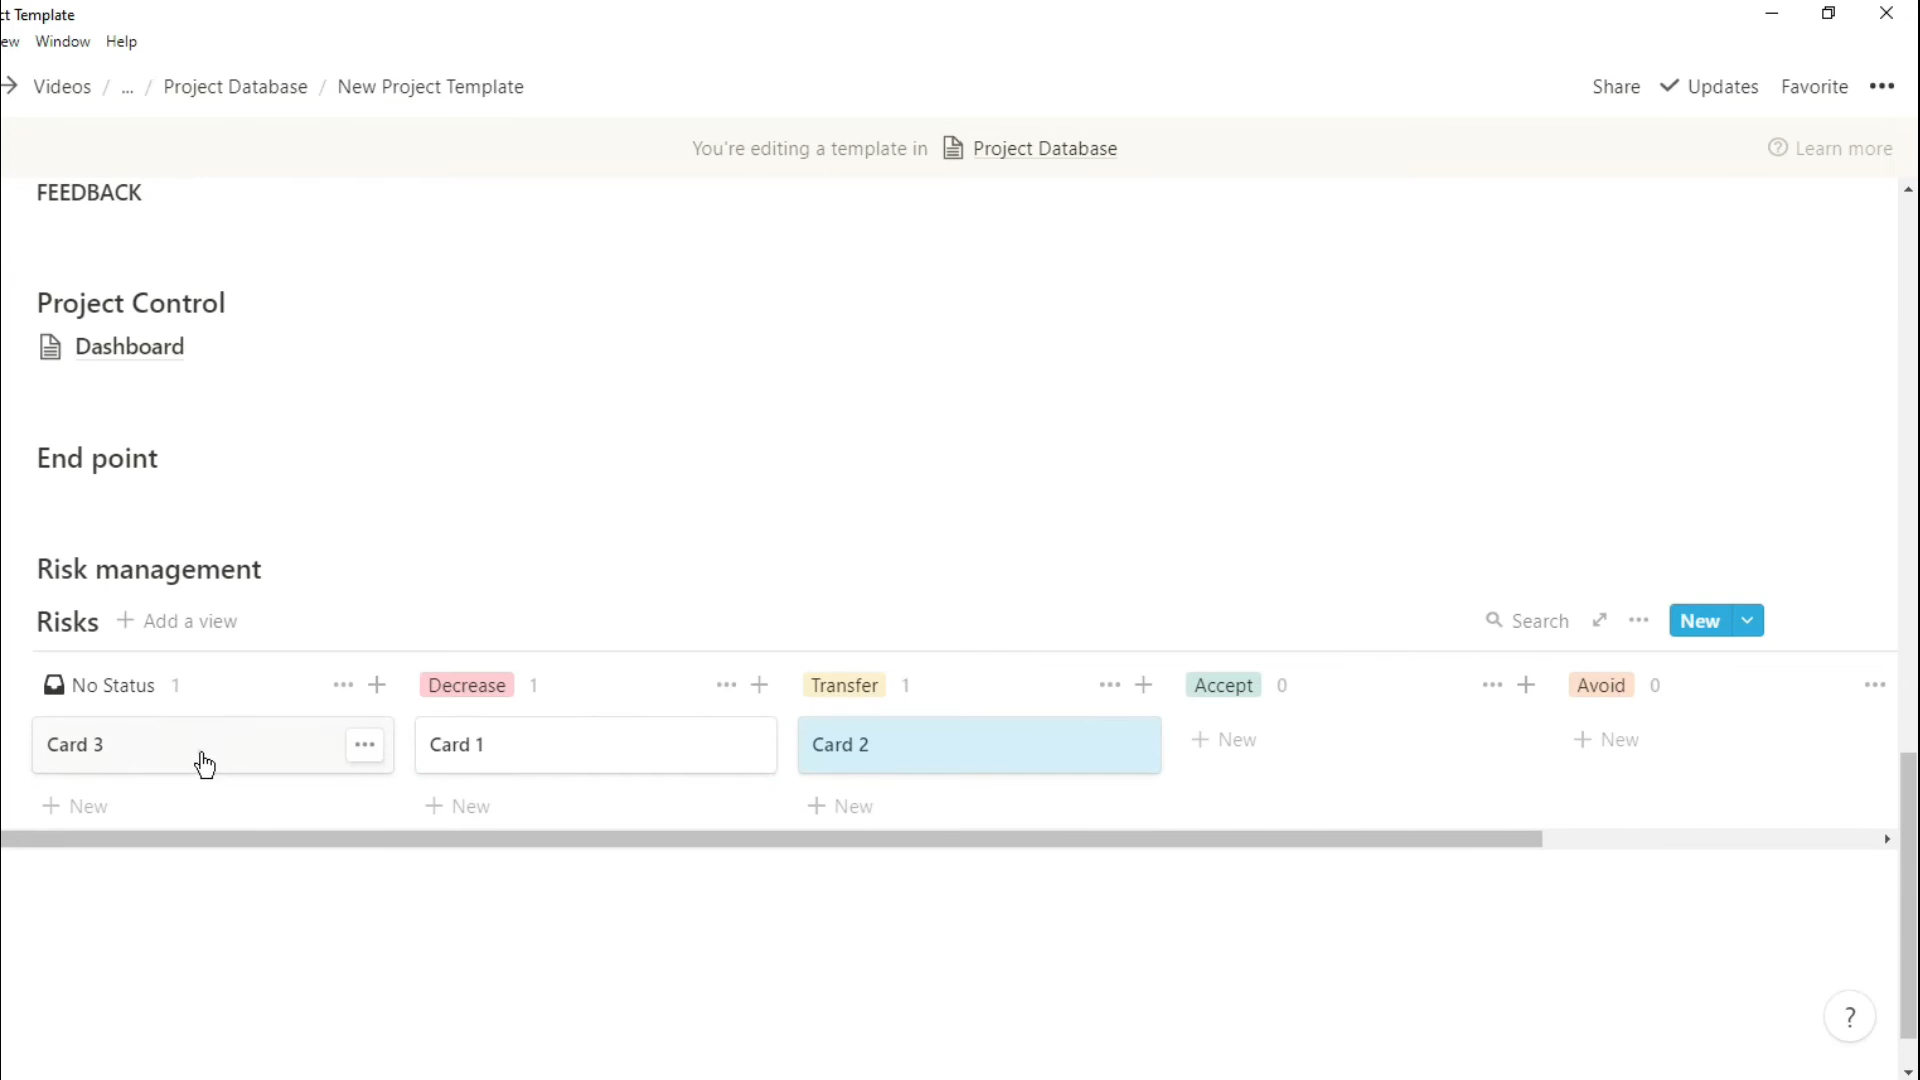 ct Template
ew Window Help
Videos / ... / Project Database / New Project Template Share Updates Favorite •••
You're editing a template in Project Database Learn more
FEEDBACK
Project Control
Dashboard
End point
Risk management
Risks + Add a view Search ••• New
No Status 1 ••• + Decrease 1 ••• + Transfer 1 ••• + Accept 0 ••• + Avoid 0 •••
Card 3 ••• Card 1 Card 2 + New + New
+ New + New + New
?